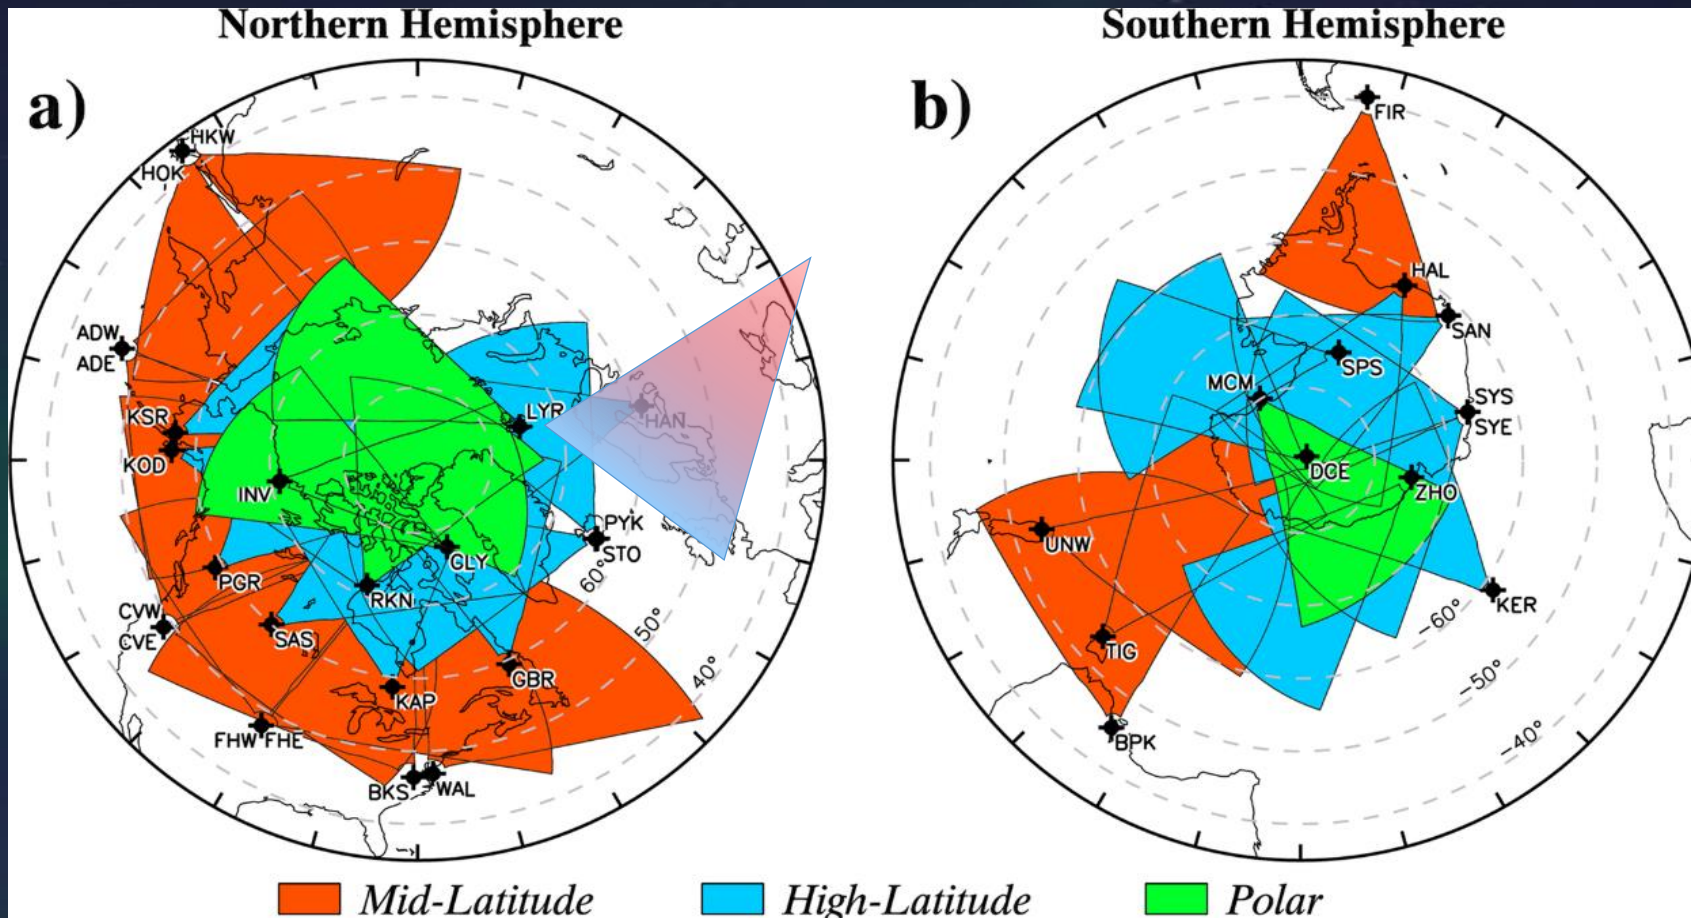 Northern Hemisphere
Southern Hemisphere
a)
b)
HKW
HOK
ADW
ADE
KSR
KOD
INV
LYR
HAN
PYK
STO
GLY
RKN
PGR
CVW
CVE
SAS
KAP
GBR
FHW FHE
BKS WAL
60°
50°
40°
FIR
HAL
SAN
SPS
MCM
SYS
SYE
DCE
ZHO
UNW
KER
TIG
BPK
-60°
-50°
-40°
Mid-Latitude
High-Latitude
Polar